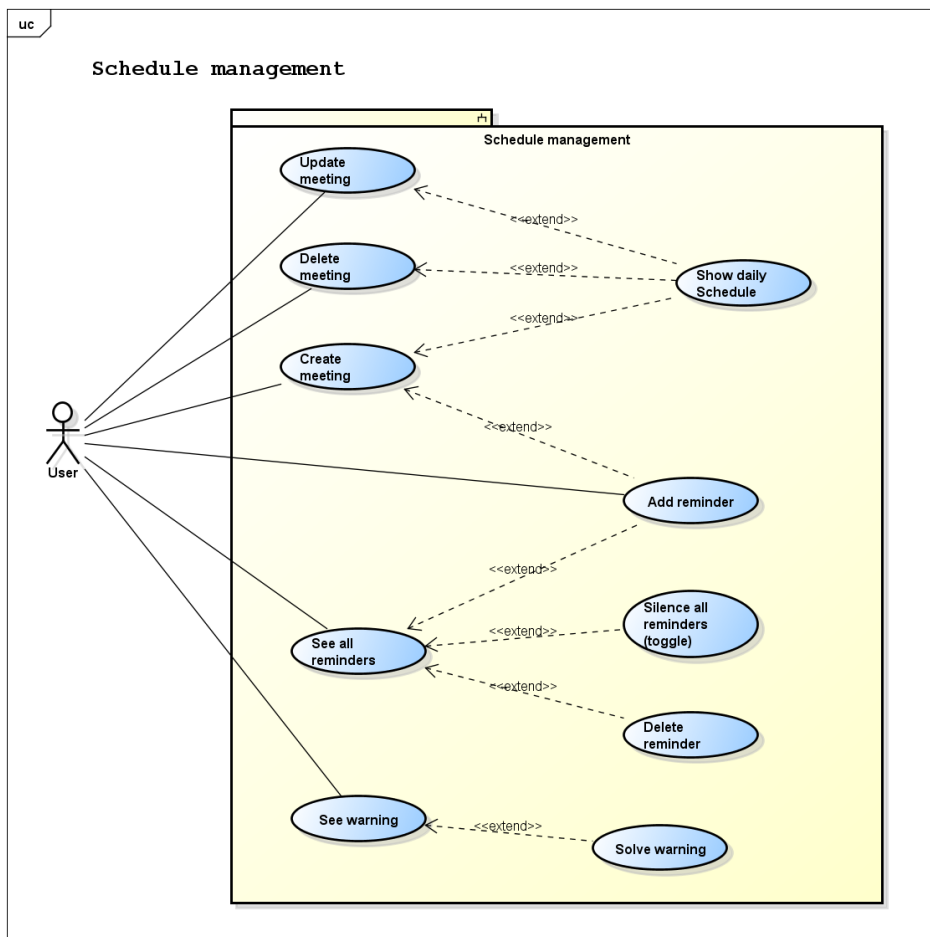 uc
Schedule management
Schedule management
Update
meeting
<<extend>>
Delete
meeting
<<extend>>
Show daily
Schedule
<<extend>>
Create
meeting
<<extend>>
User
Add reminder
<<extend>>
Silence all
reminders
(toggle)
<<extend>>
See all
reminders
<<extend>>
Delete
reminder
See warning
<<extend>>
Solve warning